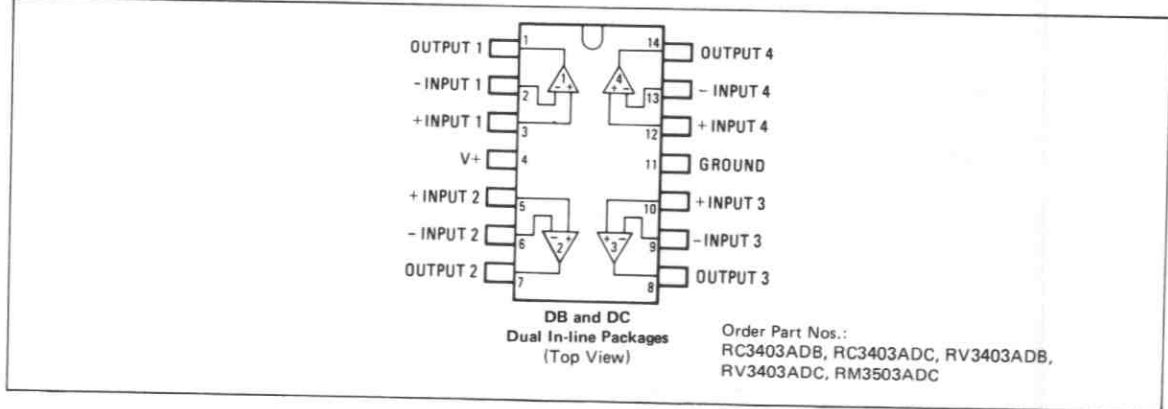 OUTPUT 1 1 14 OUTPUT 4
1 4
- INPUT 1 2 - + + - 13 - INPUT 4
+ INPUT 1 3 12 + INPUT 4
V+ 4 11 GROUND
+ INPUT 2 5 10 + INPUT 3
- INPUT 2 6 - + + - 9 - INPUT 3
2 3
OUTPUT 2 7 8 OUTPUT 3
DB and DC
Dual In-line Packages
(Top View)
Order Part Nos.:
RC3403ADB, RC3403ADC, RV3403ADB,
RV3403ADC, RM3503ADC